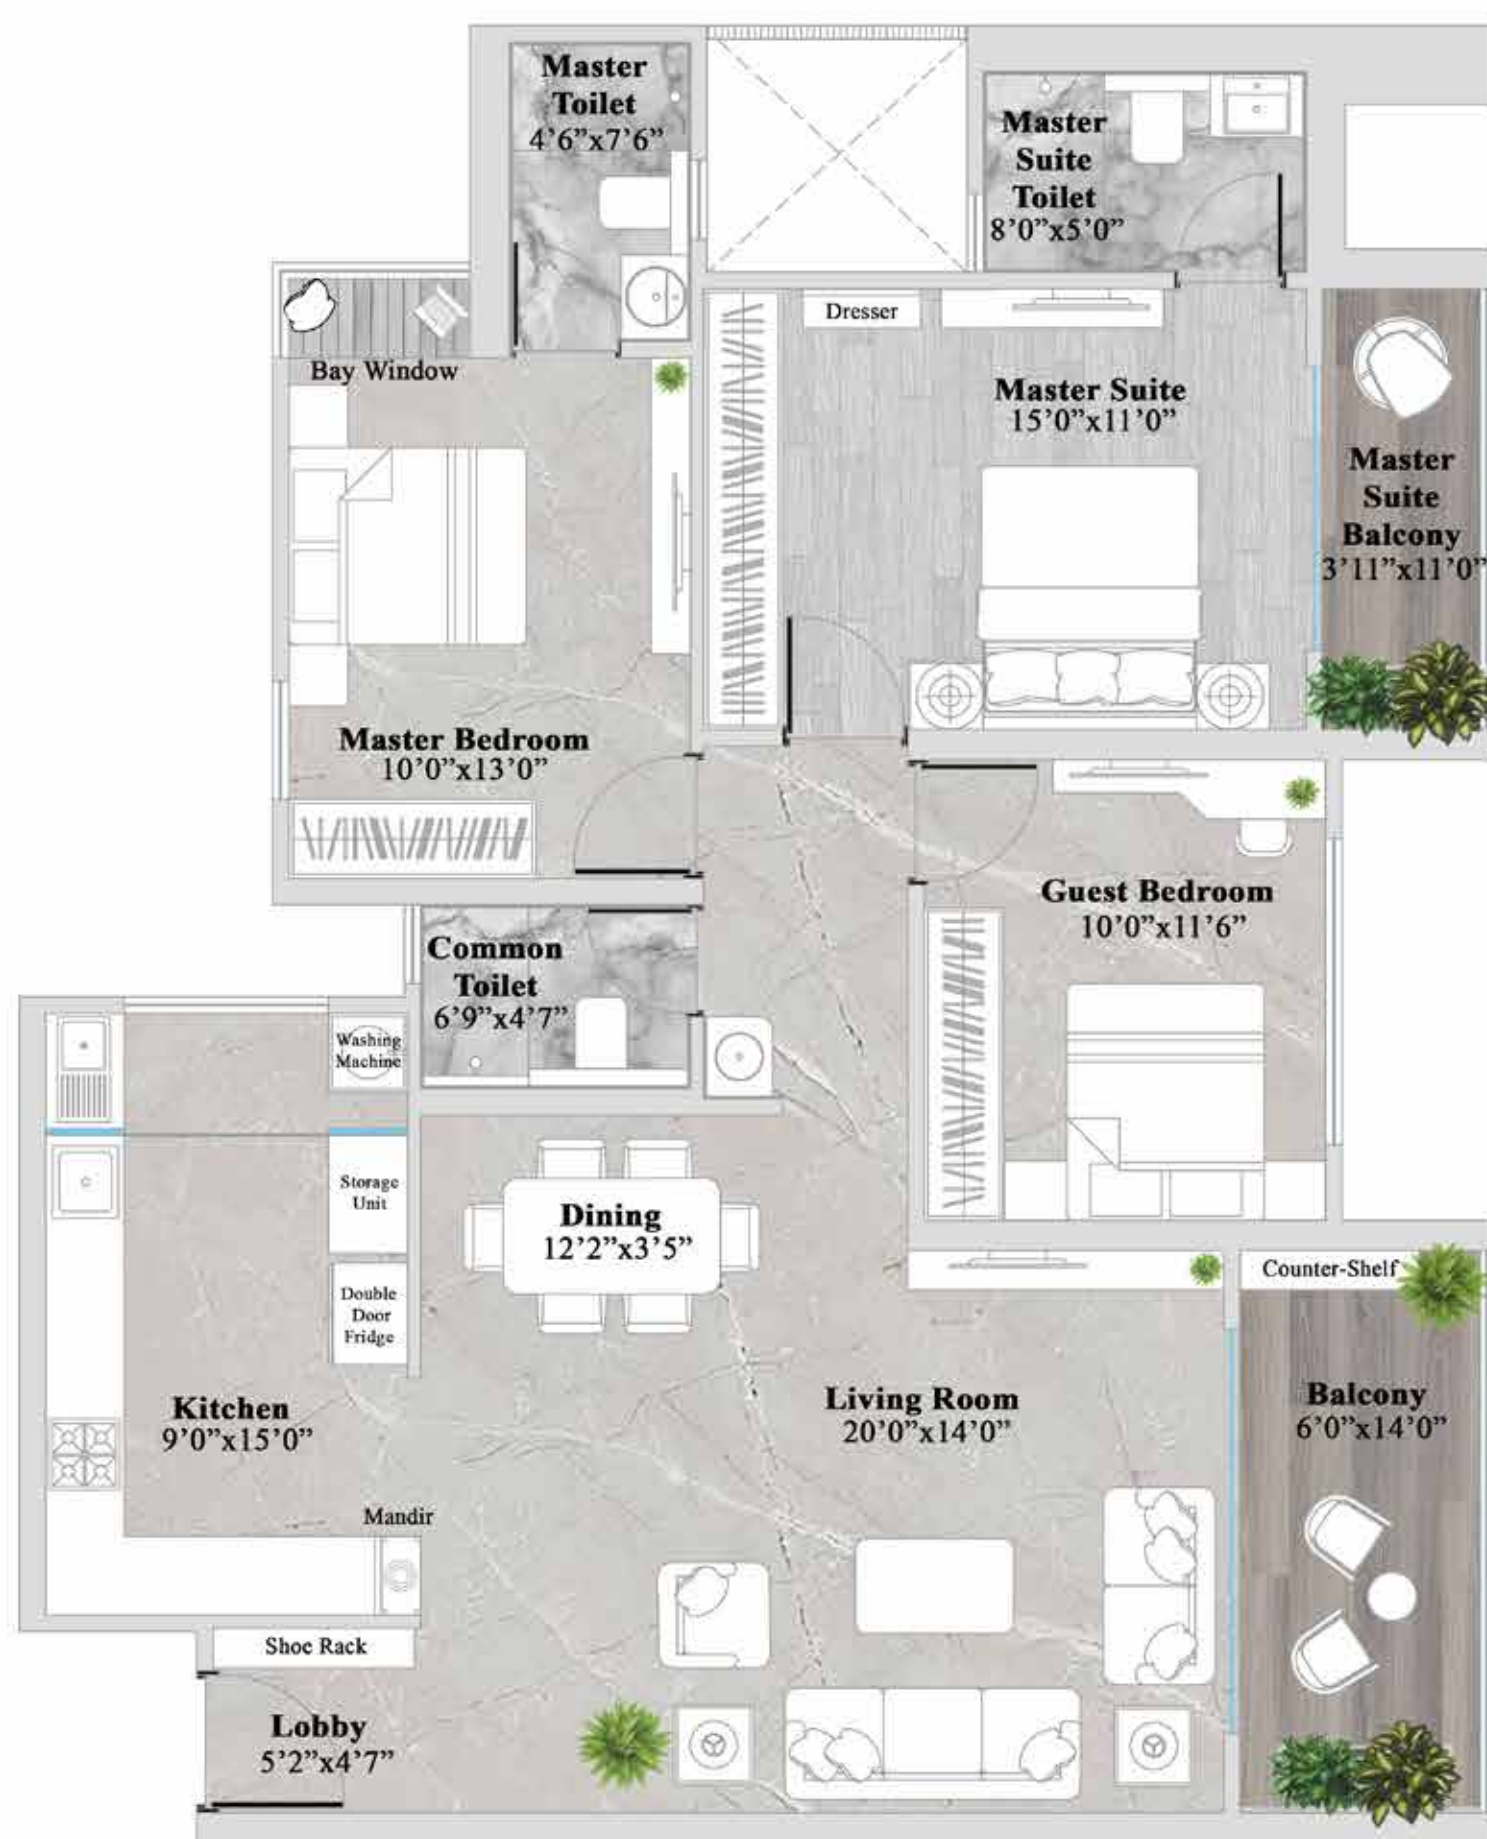 Master
Toilet
4’6”x7’6”
Master
Suite
Toilet
8’0”x5’0”
Dresser
Bay Window
Master Suite
15’0”x11’0”
Master
Suite
Balcony
3’11”x11’0”
Master Bedroom
10’0”x13’0”
Guest Bedroom
10’0”x11’6”
Common
Toilet
6’9”x4’7”
Washing
Machine
Storage
Unit
Dining
12’2”x3’5”
Double
Door
Fridge
Counter-Shelf
Kitchen
9’0”x15’0”
Living Room
20’0”x14’0”
Balcony
6’0”x14’0”
Mandir
Shoe Rack
Lobby
5’2”x4’7”